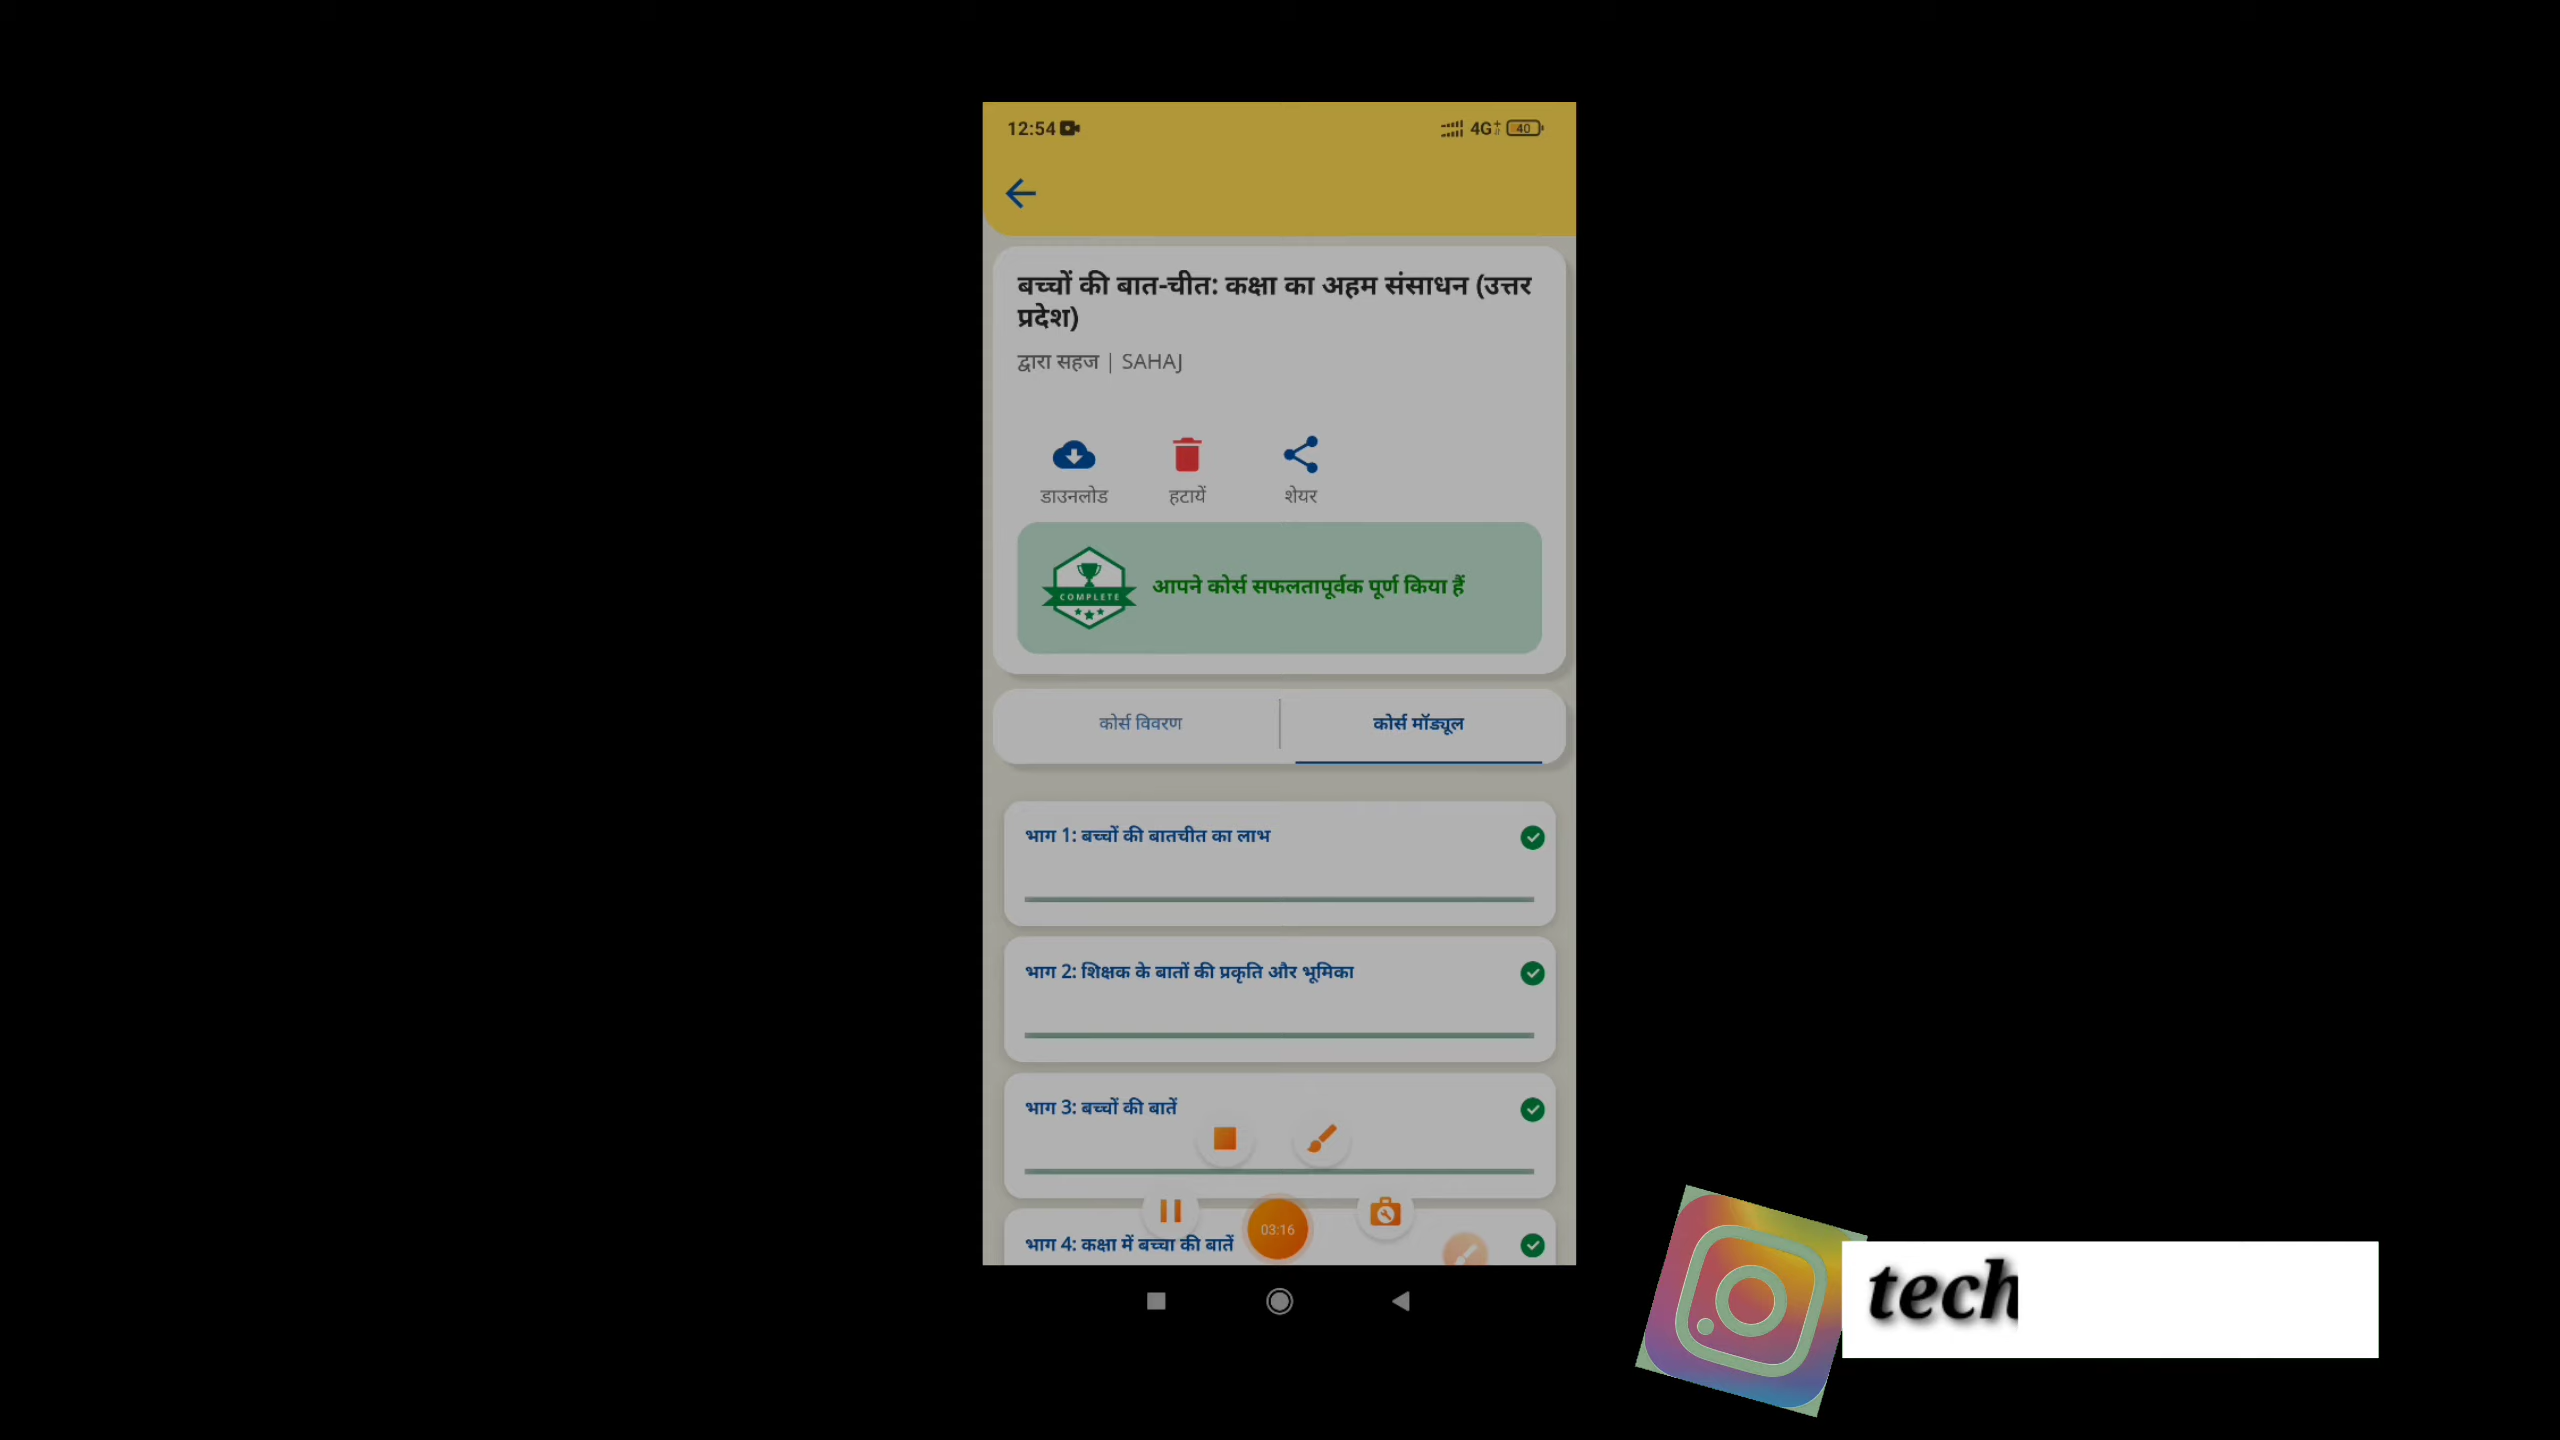 12:54
4G+
40
बच्चों की बात-चीत: कक्षा का अहम संसाधन (उत्तर
प्रदेश)
द्वारा सहज | SAHAJ
डाउनलोड
हटायें
शेयर
COMPLETE
आपने कोर्स सफलतापूर्वक पूर्ण किया हैं
कोर्स विवरण
कोर्स मॉड्यूल
भाग 1: बच्चों की बातचीत का लाभ
भाग 2: शिक्षक के बातों की प्रकृति और भूमिका
भाग 3: बच्चों की बातें
03:16
भाग 4: कक्षा में बच्चा की बातें
tech